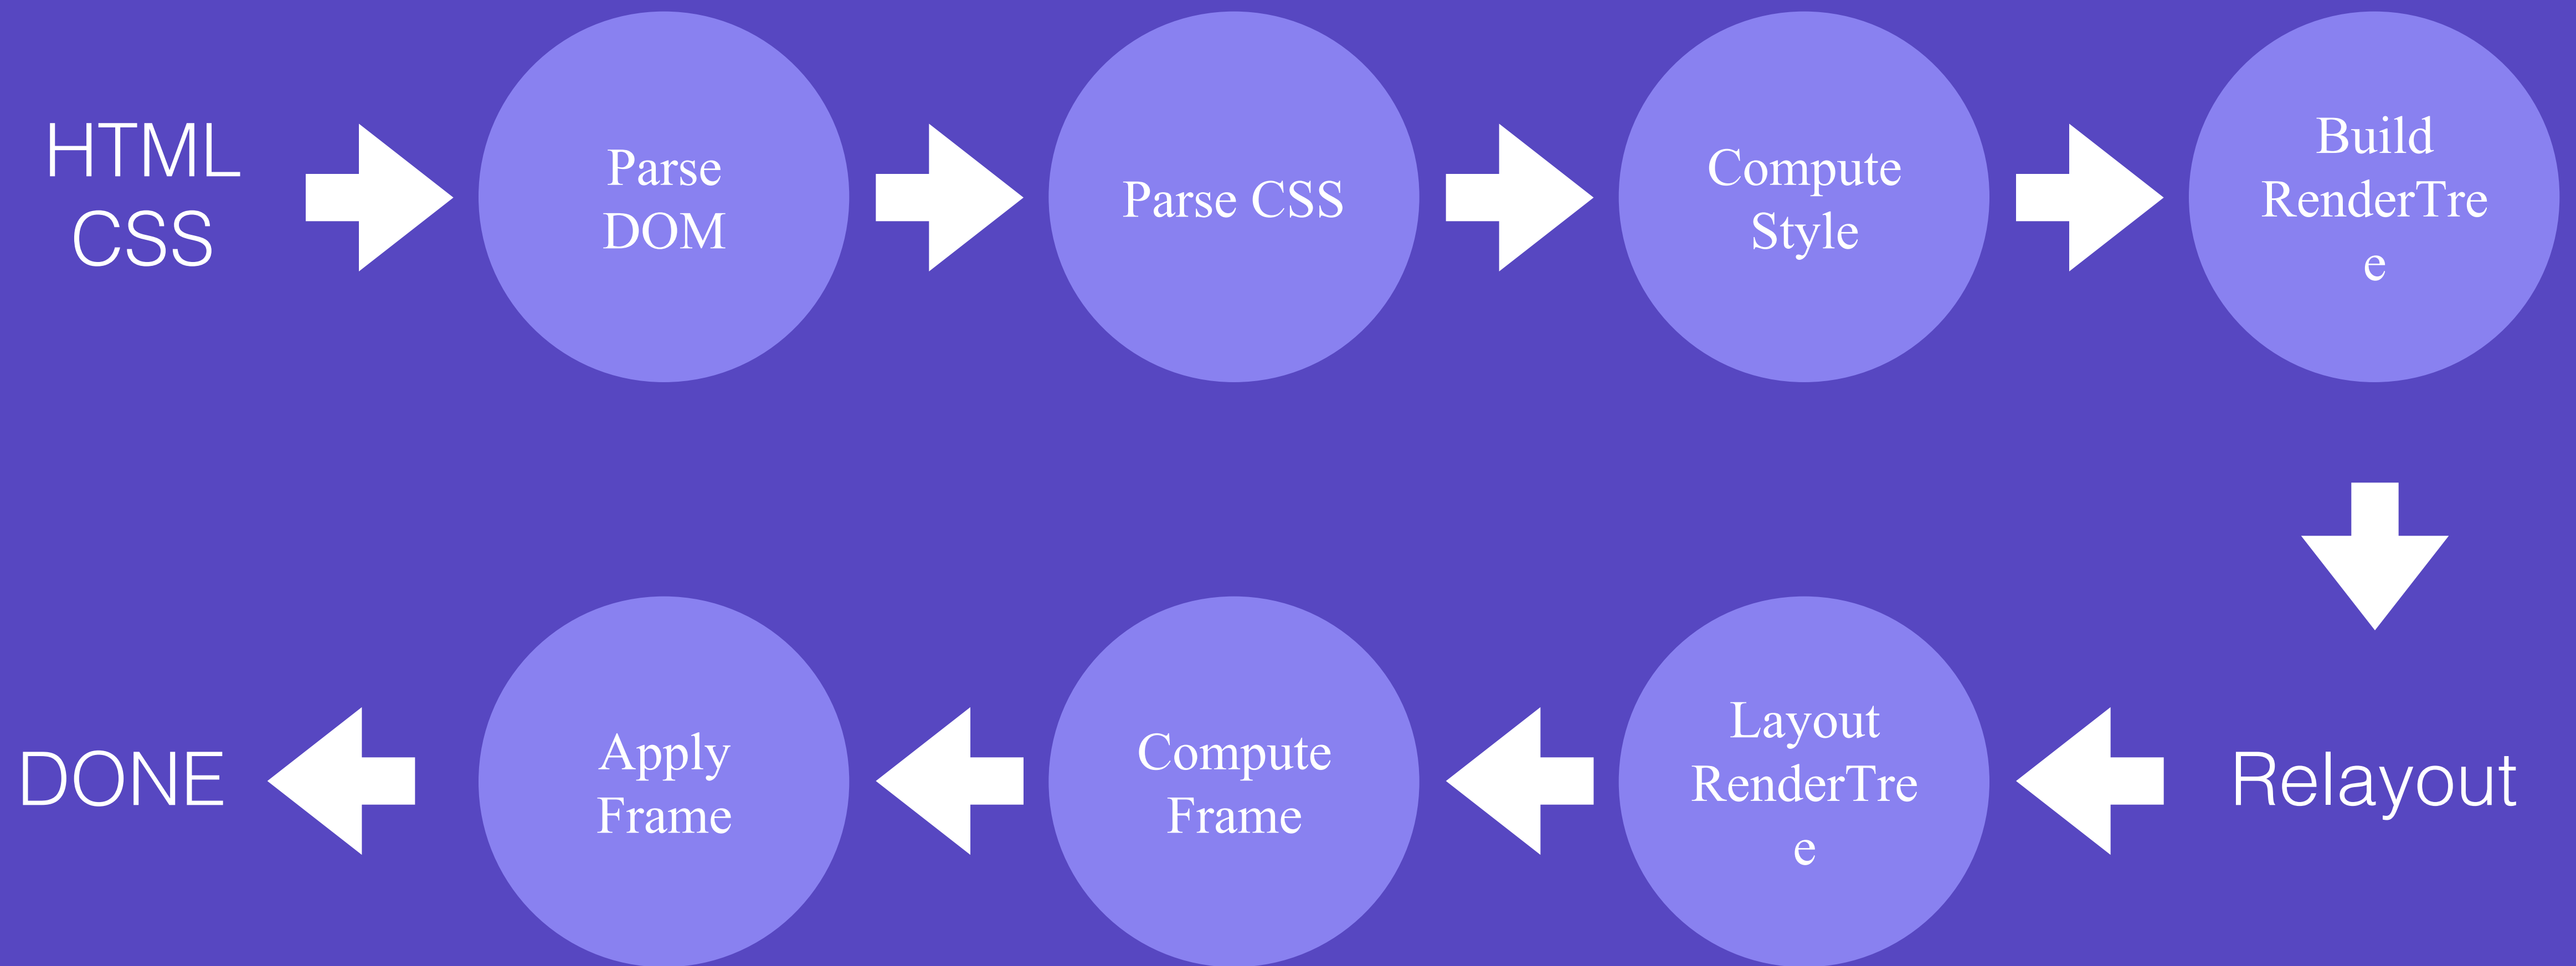 HTML
CSS
Parse
DOM
Parse CSS
Compute
Style
Build
RenderTre
e
Relayout
Layout
RenderTre
e
Compute
Frame
Apply
Frame
DONE